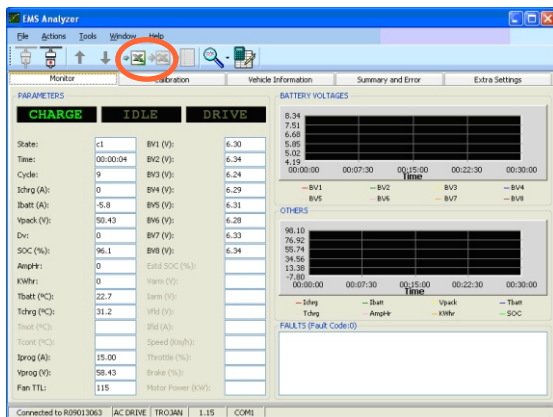 EMS Analyzer
File Actions Tools Window Help
Monitor Calibration Vehicle Information Summary and Error Extra Settings
PARAMETERS
CHARGE IDLE DRIVE
State: c1 BV1 (V): 6.30
Time: 00:00:04 BV2 (V): 6.34
Cycle: 9 BV3 (V): 6.24
Ichrg (A): 0 BV4 (V): 6.29
Ibatt (A): -5.8 BV5 (V): 6.31
Vpack (V): 50.43 BV6 (V): 6.28
Dv: 0 BV7 (V): 6.33
SOC (%): 96.1 BV8 (V): 6.34
AmpHr: 0 Estd SOC (%):
KWhr: 0 Varm (V):
Tbatt (ºC): 22.7 Iarm (V):
Tchrg (ºC): 31.2 Vfld (V):
Tmot (ºC): Ifld (A):
Tcont (ºC): Speed (Km/h):
Iprog (A): 15.00 Throttle (%):
Vprog (V): 58.43 Brake (%):
Fan TTL: 115 Motor Power (KW):
BATTERY VOLTAGES
8.34
7.51
6.68
5.85
5.02
4.19
00:00:00 00:07:30 00:15:00 00:22:30 00:30:00
Time
BV1 BV2 BV3 BV4
BV5 BV6 BV7 BV8
OTHERS
98.10
76.92
55.74
34.56
13.38
-7.80
00:00:00 00:07:30 00:15:00 00:22:30 00:30:00
Time
Ichrg Ibatt Vpack Tbatt
Tchrg AmpHr KWhr SOC
FAULTS (Fault Code:0)
Connected to R09013063 AC DRIVE TROJAN 1.15 COM1